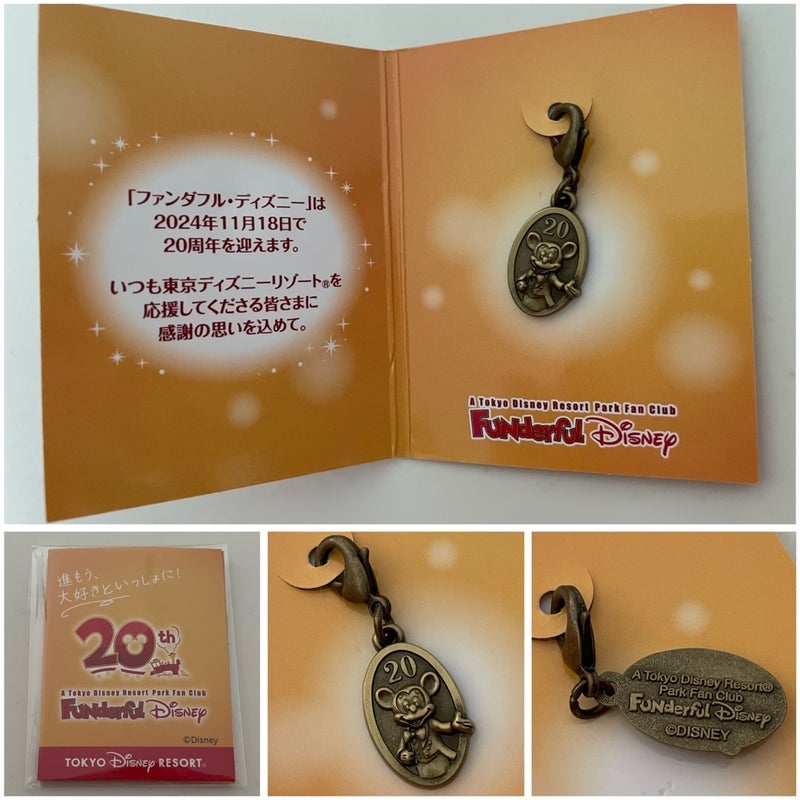 「ファンダフル・ディズニー」は
2024年11月18日で
20周年を迎えます。
いつも東京ディズニーリゾート®を
応援してくださる皆さまに
感謝の思いを込めて。
20
A Tokyo Disney Resort Park Fan Club
FUNderful Disney
進もう、
大好きといっしょに!
20th
A Tokyo Disney Resort Park Fan Club
FUNderful Disney
©Disney
TOKYO Disney RESORT®
20
A Tokyo Disney Resort®
Park Fan Club
FUNderful Disney
©DISNEY